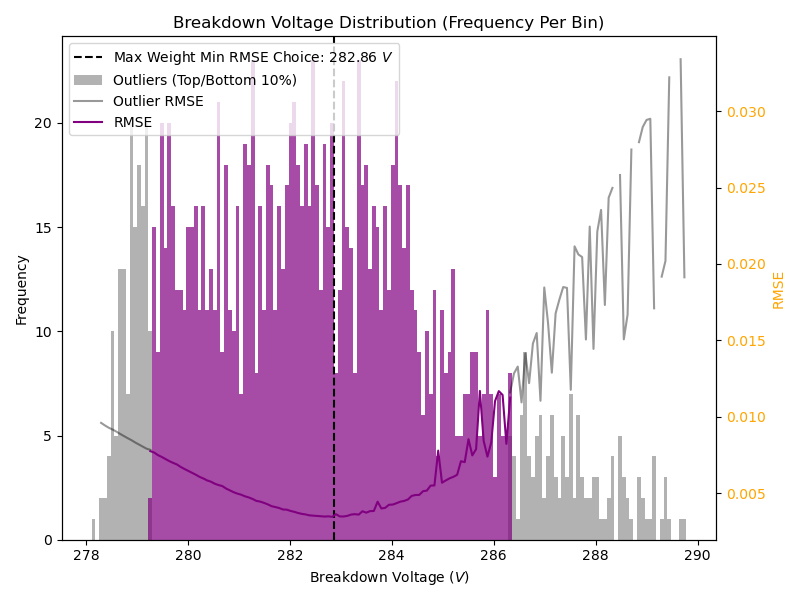 Breakdown Voltage Distribution (Frequency Per Bin)
Max Weight Min RMSE Choice: 282.86 V
Outliers (Top/Bottom 10%)
Outlier RMSE
RMSE
Frequency
0
5
10
15
20
278
280
282
284
286
288
290
Breakdown Voltage (V)
0.030
0.025
0.020
0.015
0.010
0.005
RMSE